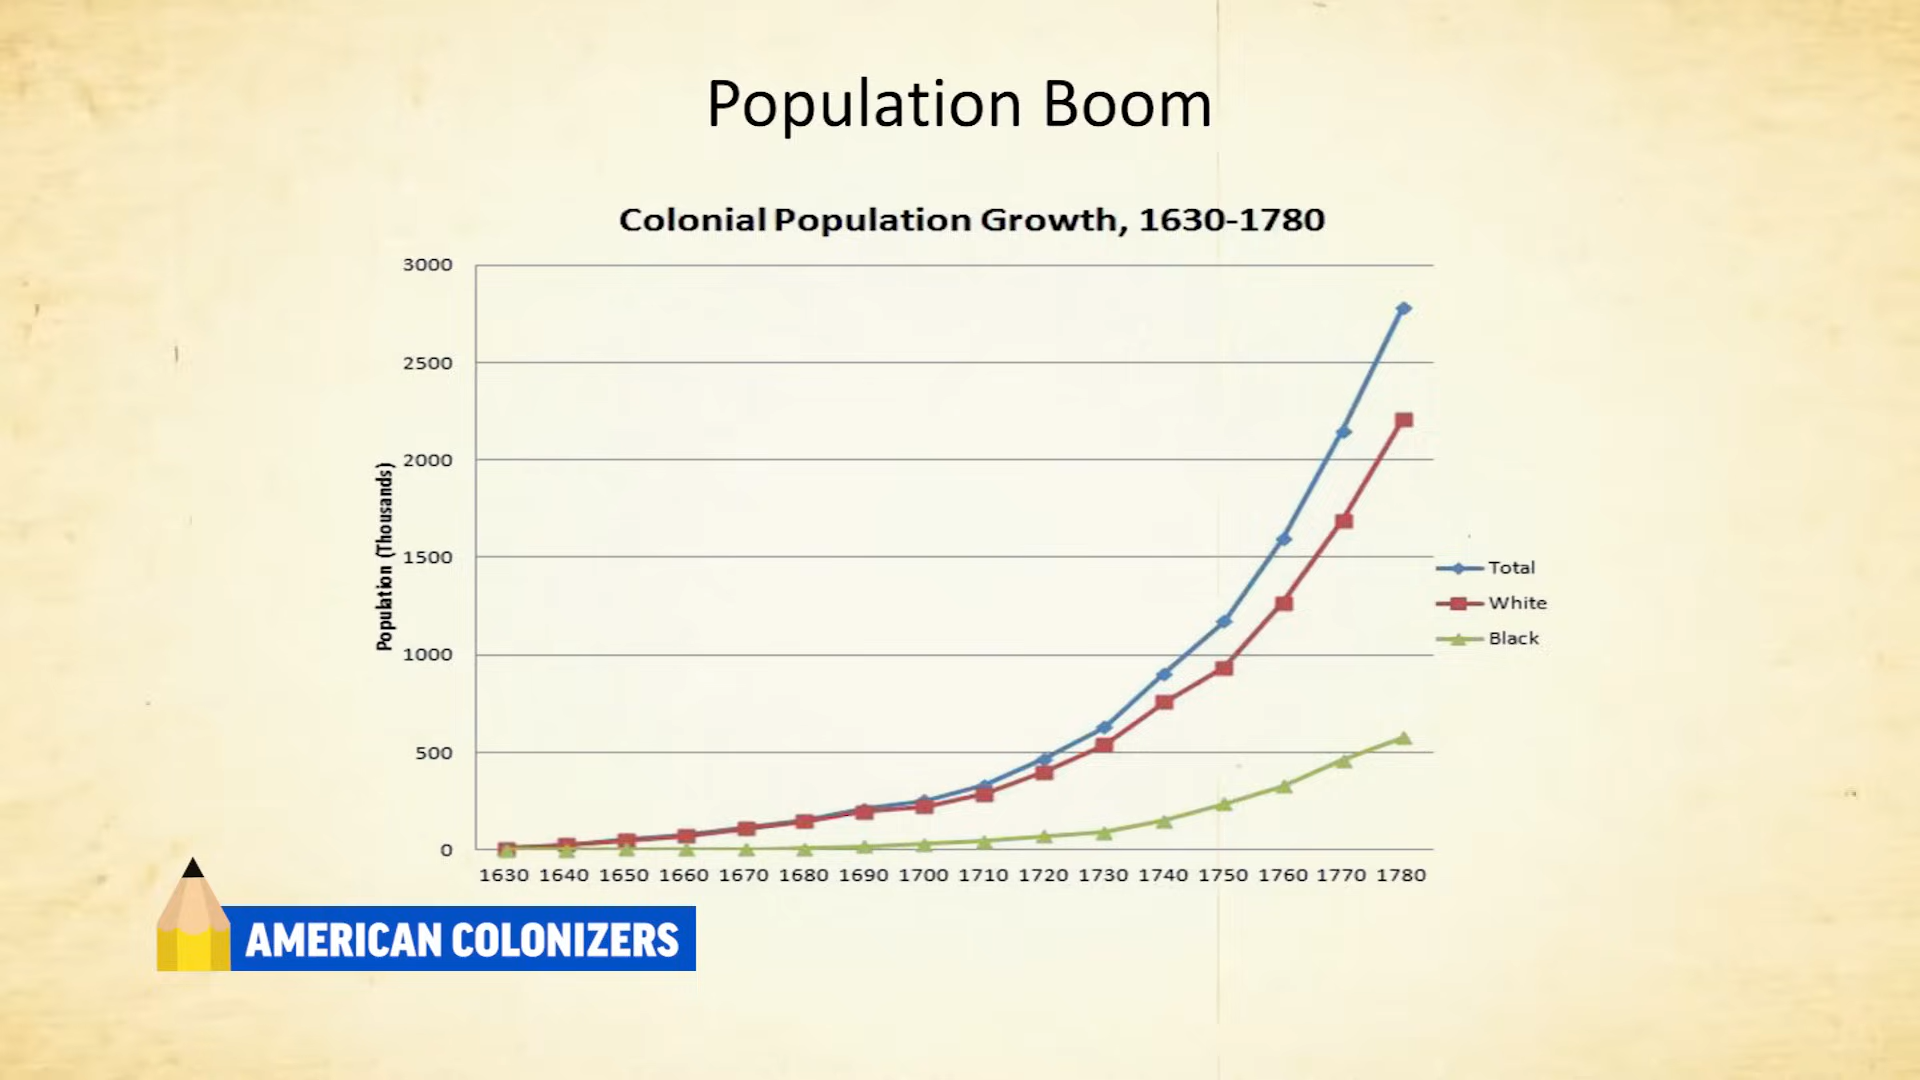 Population Boom
Colonial Population Growth, 1630-1780
Population (Thousands)
3000
2500
2000
1500
1000
500
0
1630 1640 1650 1660 1670 1680 1690 1700 1710 1720 1730 1740 1750 1760 1770 1780
Total
White
Black
AMERICAN COLONIZERS